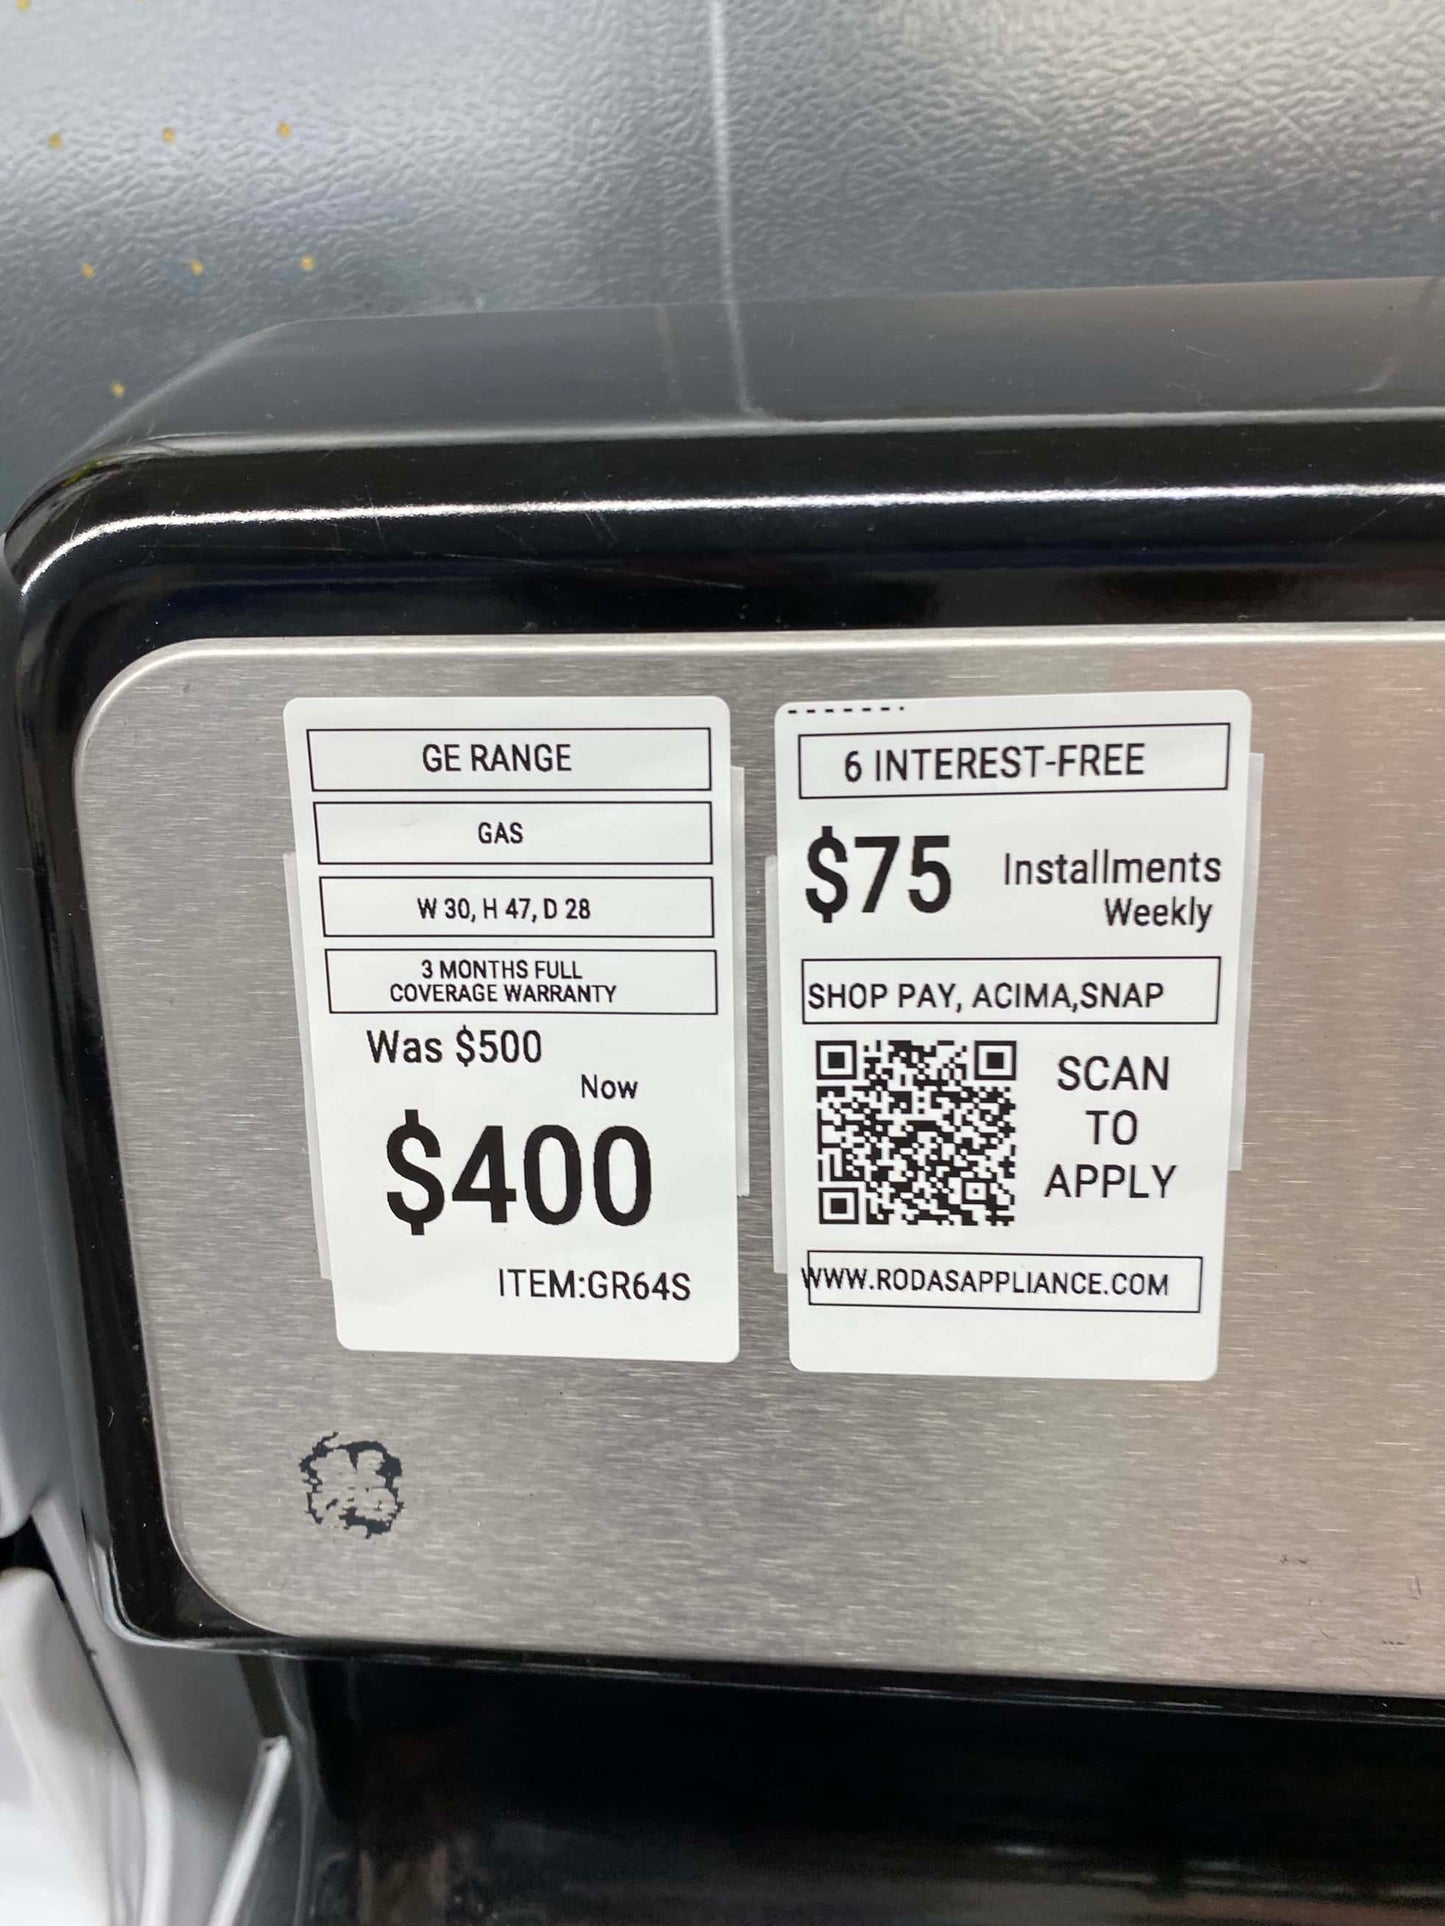 GE RANGE
GAS
W 30, H 47, D 28
3 MONTHS FULL
COVERAGE WARRANTY
Was $500
Now
$400
ITEM:GR64S
6 INTEREST-FREE
$75
Installments
Weekly
SHOP PAY, ACIMA,SNAP
SCAN
TO
APPLY
WWW.RODASAPPLIANCE.COM